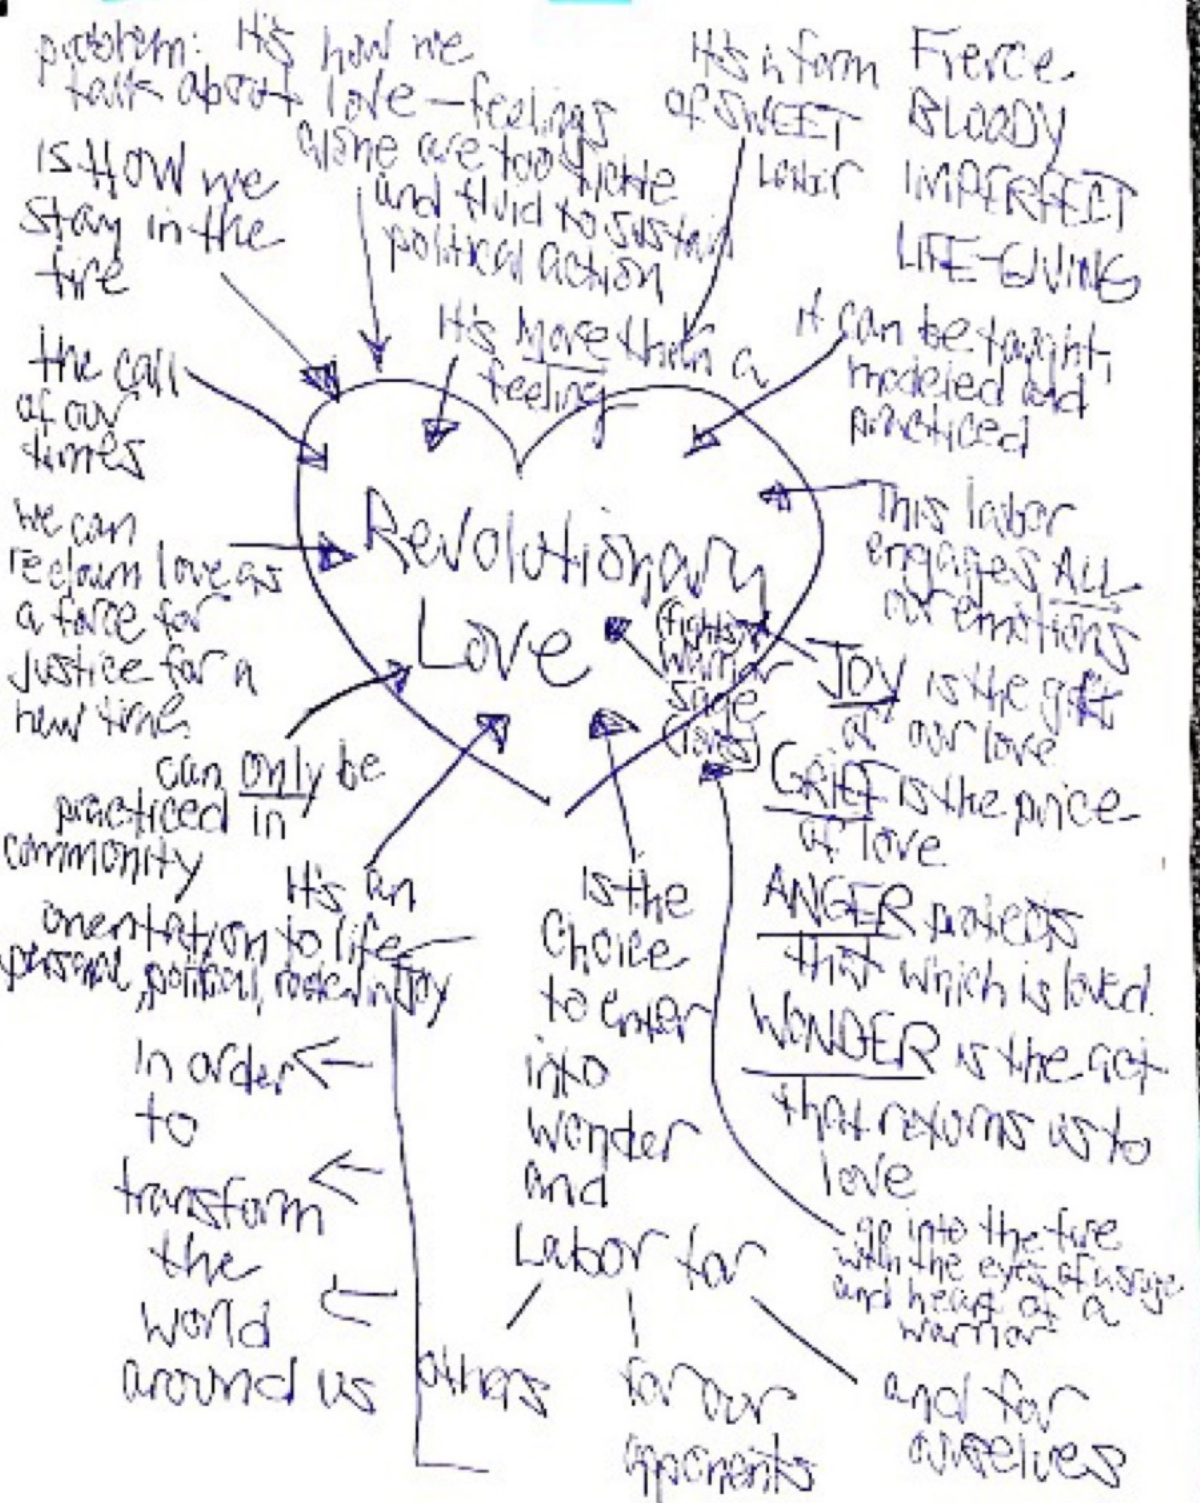 problem: It's how we
talk about love – feelings
alone are too fickle
and fluid to sustain
political action
It's a form
of SWEET
Labor
Fierce
BLOODY
IMPERFECT
LIFE-GIVING
is HOW we
stay in the
fire
It's more than a
feeling
it can be taught,
modeled and
practiced
the call
of our
times
This labor
engages ALL
our emotions
we can
reclaim love as
a force for
justice for a
new times
Revolutionary
Love
(fights)
warrior
sage
(loves)
JOY is the gift
of our love
GRIEF is the price
of love
ANGER protects
that which is loved.
WONDER is the act
that returns us to
love
go into the fire
with the eyes of a sage
and heart of a
warrior
can only be
practiced in
community
It's an
orientation to life
personal, political, rooted in Joy
in order
to
transform
the
world
around us
is the
choice
to enter
into
wonder
and
Labor for
others
for our
opponents
and for
ourselves